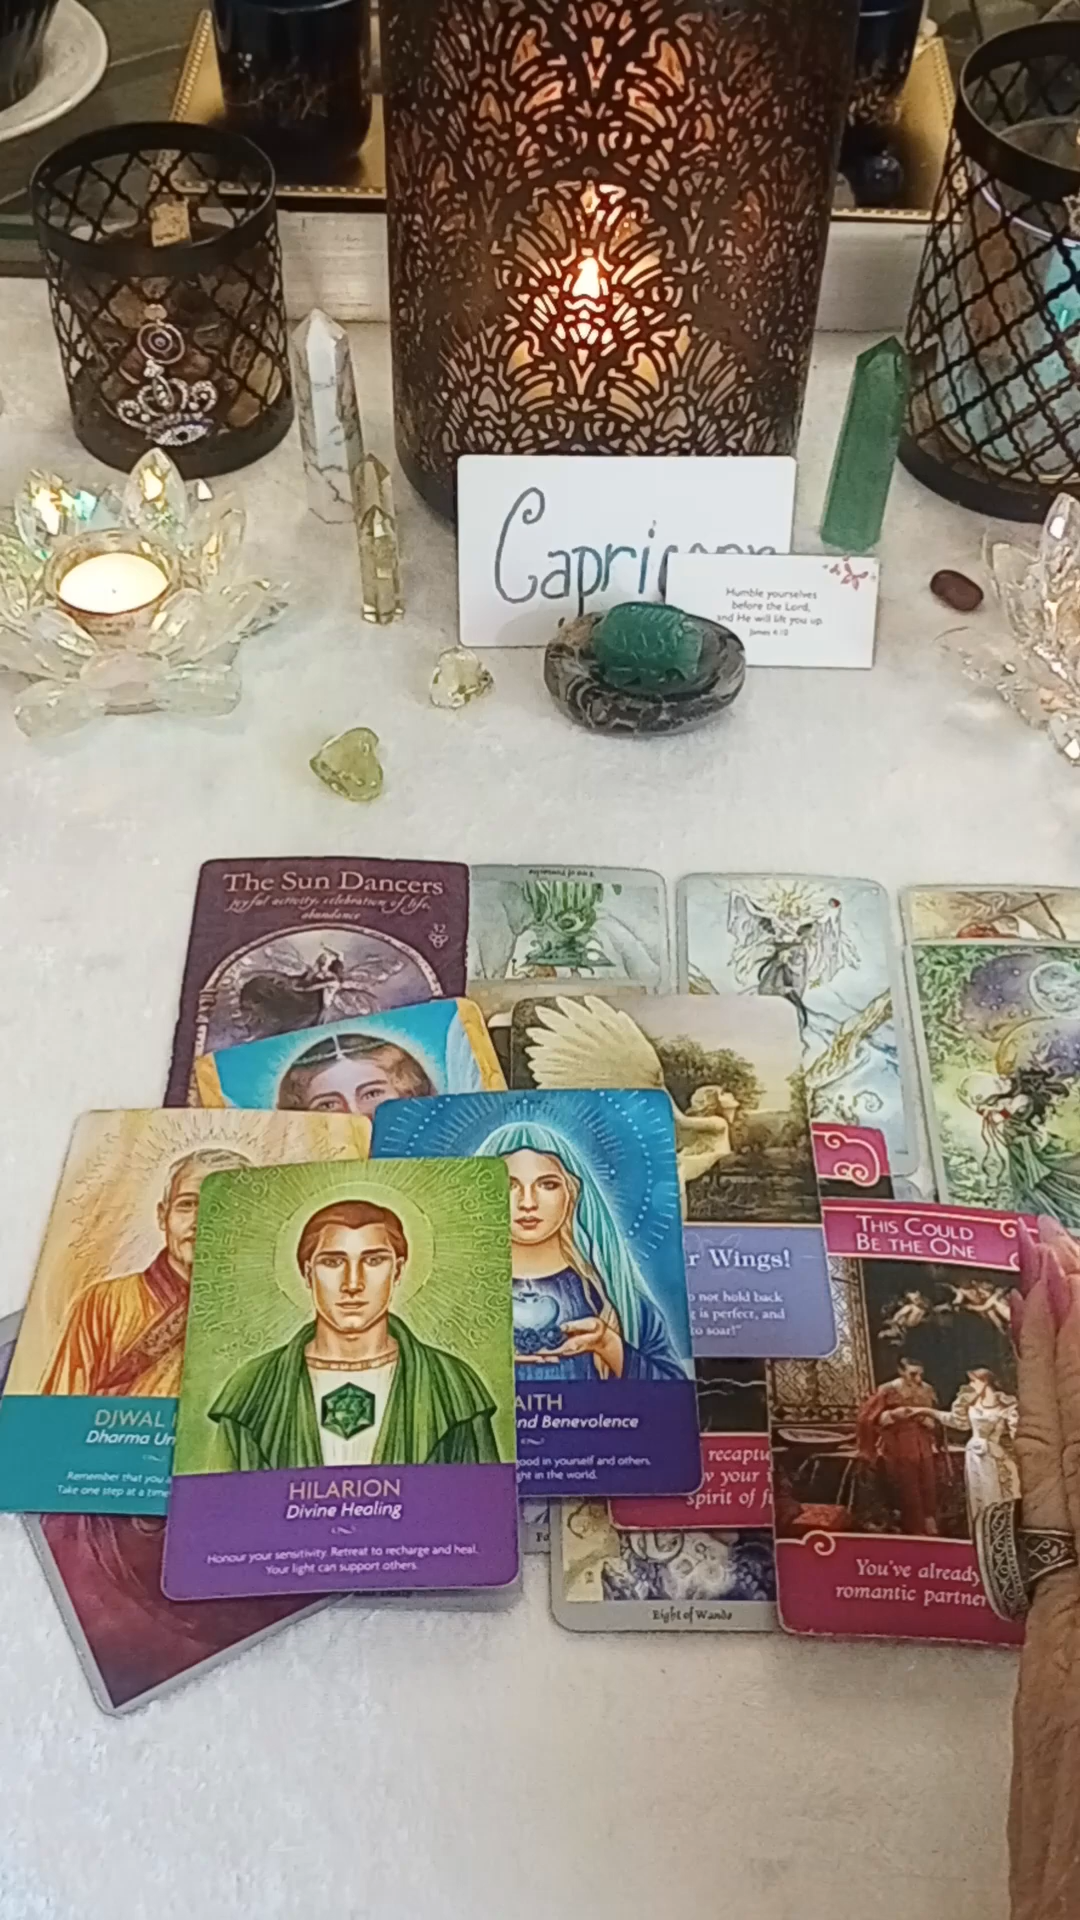 Capricorn
Humble yourselves
before the Lord,
and He will lift you up.
James 4:10
The Sun Dancers
joyful activity, celebration of life,
abundance
32
r Wings!
o not hold back
g is perfect, and
to soar!"
THIS COULD
BE THE ONE
You've already
romantic partner
recaptu
your i
spirit of f
AITH
nd Benevolence
ood in yourself and others,
ght in the world.
DJWAL
Dharma Un
Remember that you a
Take one step at a time
HILARION
Divine Healing
Honour your sensitivity. Retreat to recharge and heal.
Your light can support others.
Eight of Wands